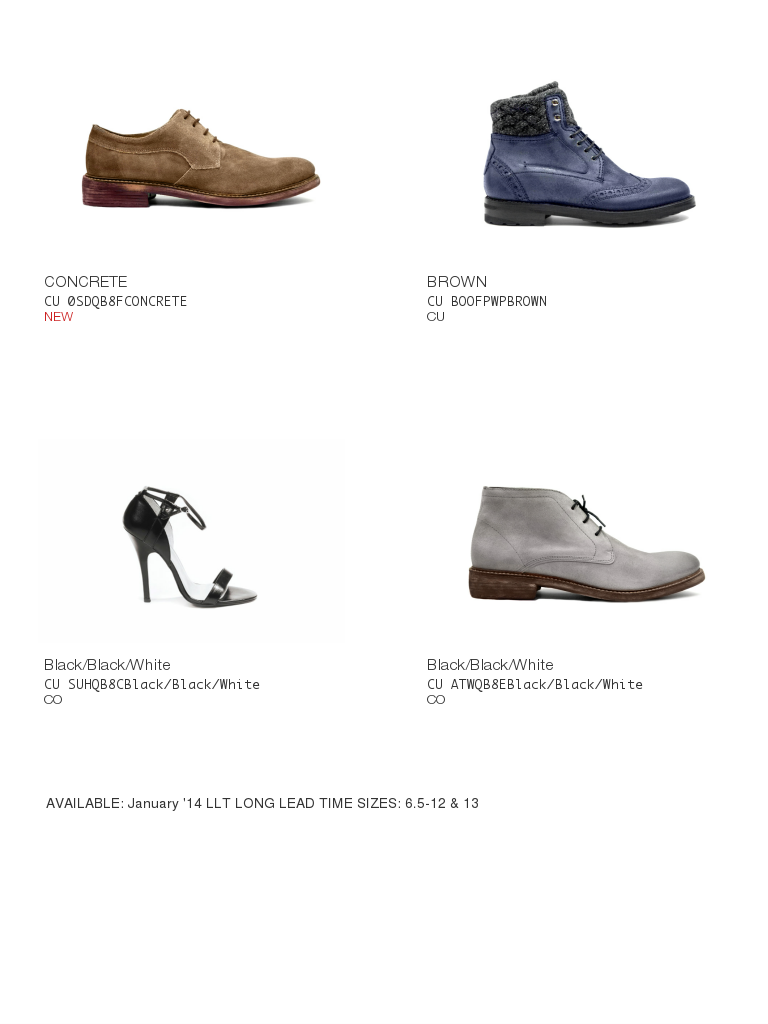 CONCRETE
CU 0SDQB8FCONCRETE
NEW
BROWN
CU BOOFPWPBROWN
CU
Black/Black/White
CU SUHQB8CBlack/Black/White
CO
Black/Black/White
CU ATWQB8EBlack/Black/White
CO
AVAILABLE: January '14 LLT LONG LEAD TIME SIZES: 6.5-12 & 13